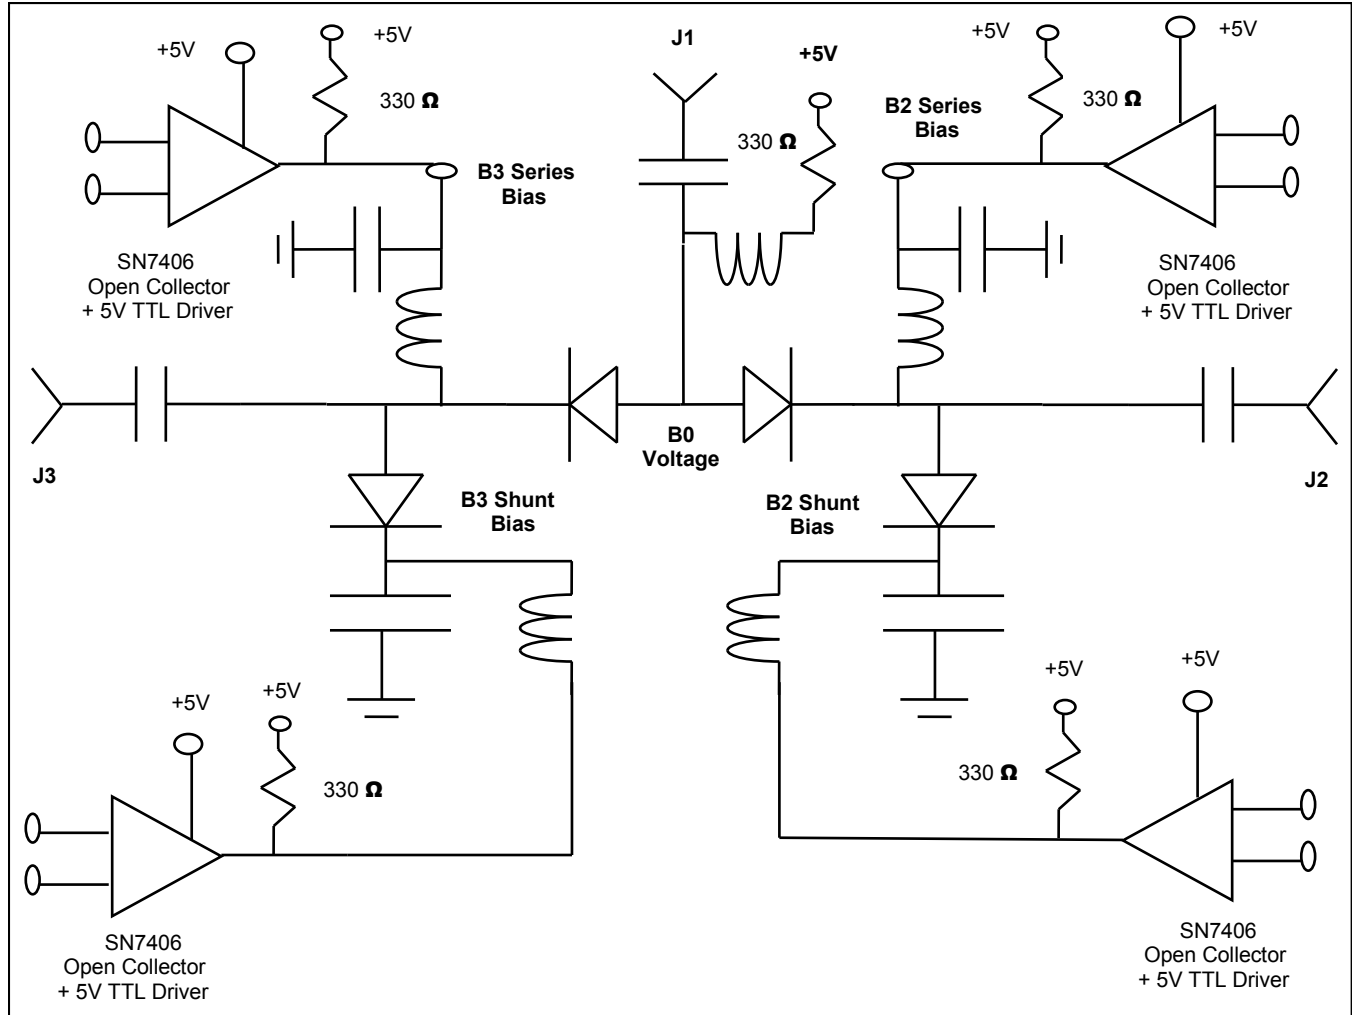 +5V
+5V
J1
+5V
+5V
+5V
330 Ω
330 Ω
B2 Series
Bias
330 Ω
B3 Series
Bias
SN7406
Open Collector
+ 5V TTL Driver
SN7406
Open Collector
+ 5V TTL Driver
B0
Voltage
J3
J2
B3 Shunt
Bias
B2 Shunt
Bias
+5V
+5V
+5V
+5V
330 Ω
330 Ω
SN7406
Open Collector
+ 5V TTL Driver
SN7406
Open Collector
+ 5V TTL Driver